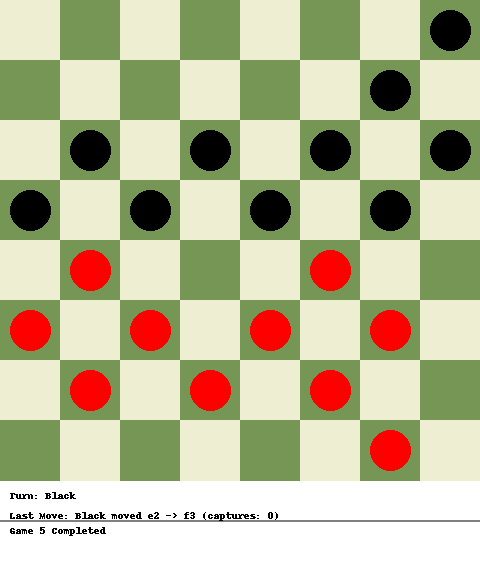 Turn: Black
Last Move: Black moved e2 -> f3 (captures: 0)
Game 5 Completed